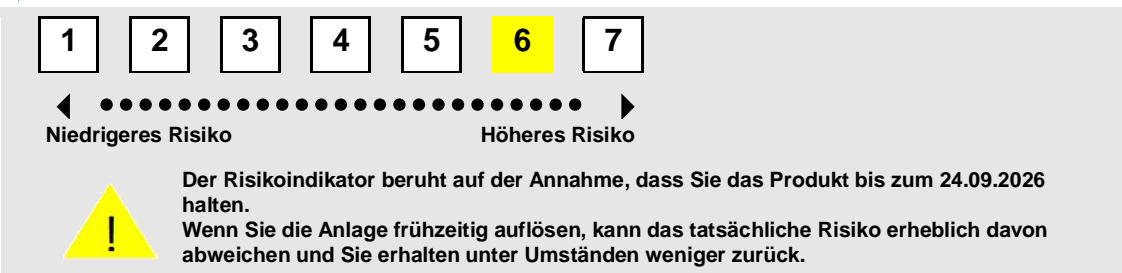 1 2 3 4 5 6 7
Niedrigeres Risiko Höheres Risiko
Der Risikoindikator beruht auf der Annahme, dass Sie das Produkt bis zum 24.09.2026
halten.
!
Wenn Sie die Anlage frühzeitig auflösen, kann das tatsächliche Risiko erheblich davon
abweichen und Sie erhalten unter Umständen weniger zurück.